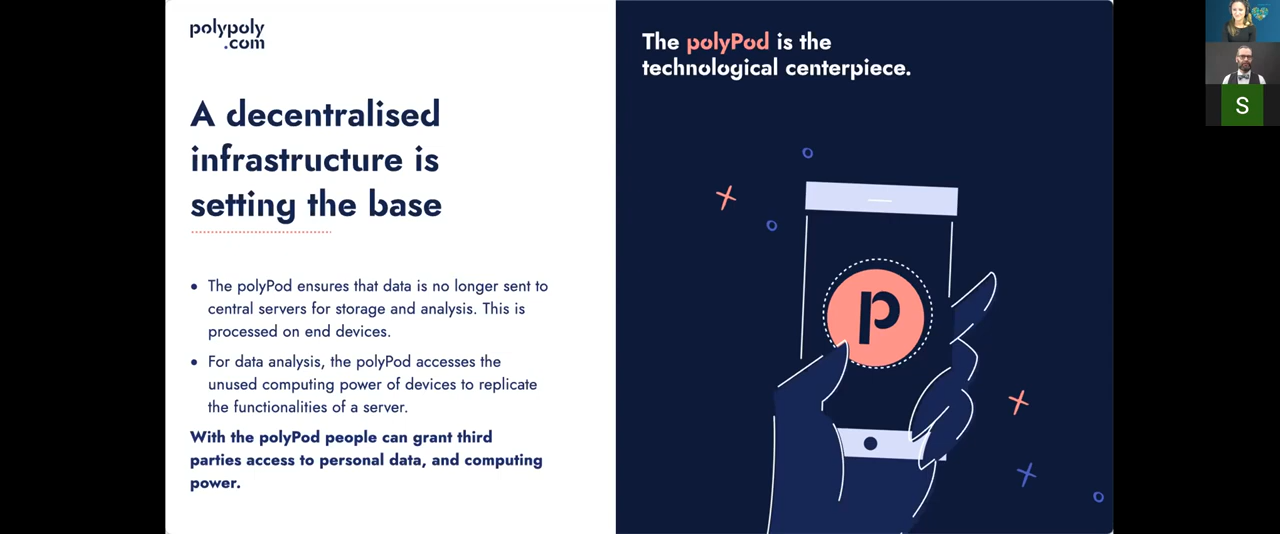 polypoly
.com
A decentralised
infrastructure is
setting the base
● The polyPod ensures that data is no longer sent to
central servers for storage and analysis. This is
processed on end devices.
● For data analysis, the polyPod accesses the
unused computing power of devices to replicate
the functionalities of a server.
With the polyPod people can grant third
parties access to personal data, and computing
power.
The polyPod is the
technological centerpiece.
p
S